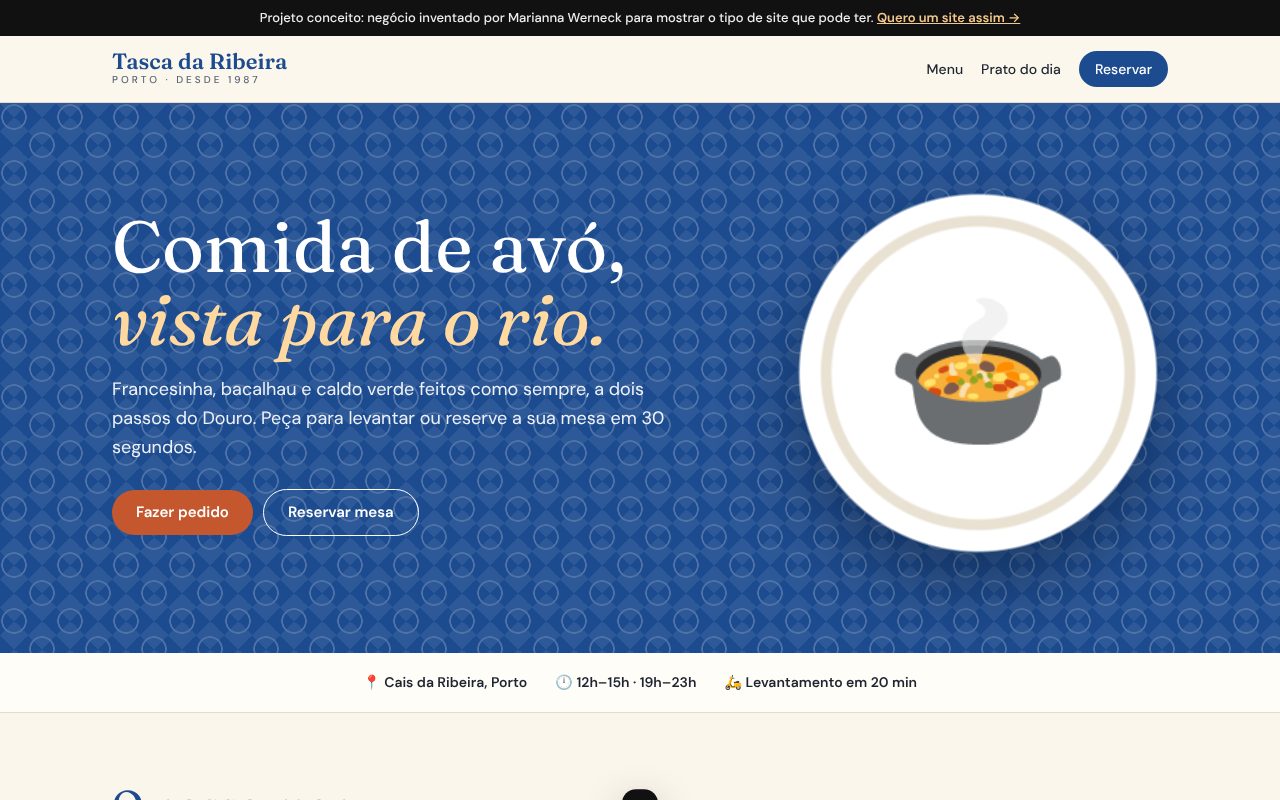 Projeto conceito: negócio inventado por Marianna Werneck para mostrar o tipo de site que pode ter. Quero um site assim →
Tasca da Ribeira
PORTO · DESDE 1987
Menu
Prato do dia
Reservar
Comida de avó,
vista para o rio.
Francesinha, bacalhau e caldo verde feitos como sempre, a dois
passos do Douro. Peça para levantar ou reserve a sua mesa em 30
segundos.
Fazer pedido
Reservar mesa
Cais da Ribeira, Porto
12h–15h · 19h–23h
Levantamento em 20 min